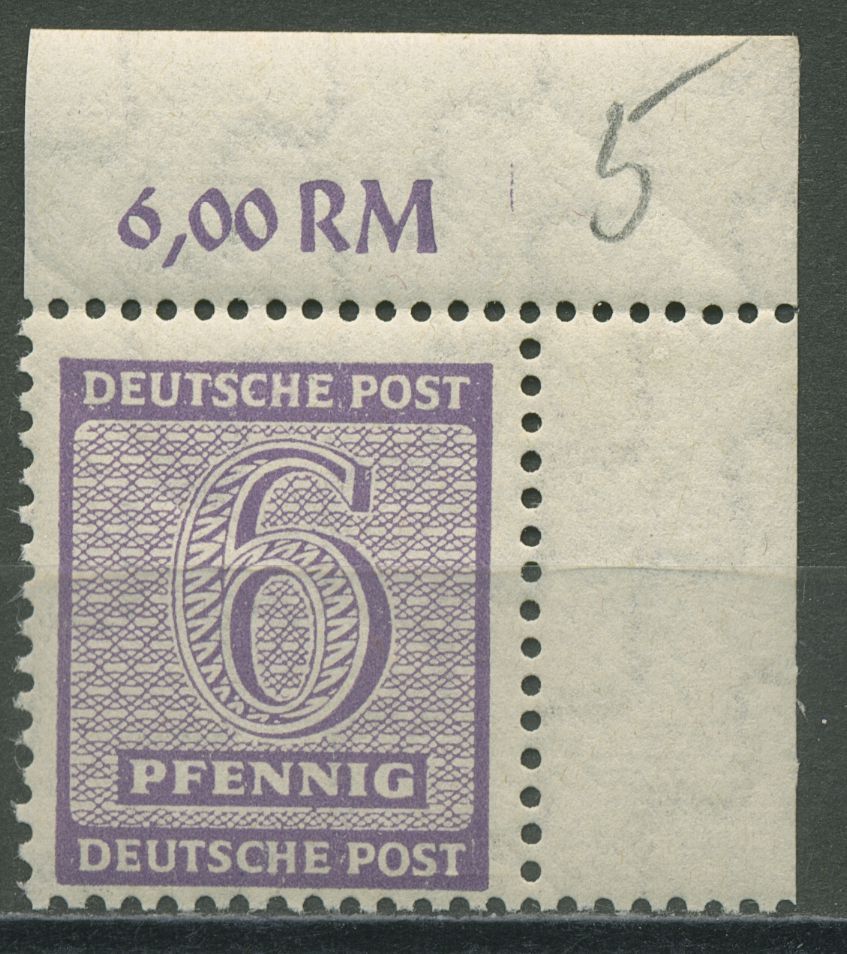 6,00 RM 5
DEUTSCHE POST
6
PFENNIG
DEUTSCHE POST